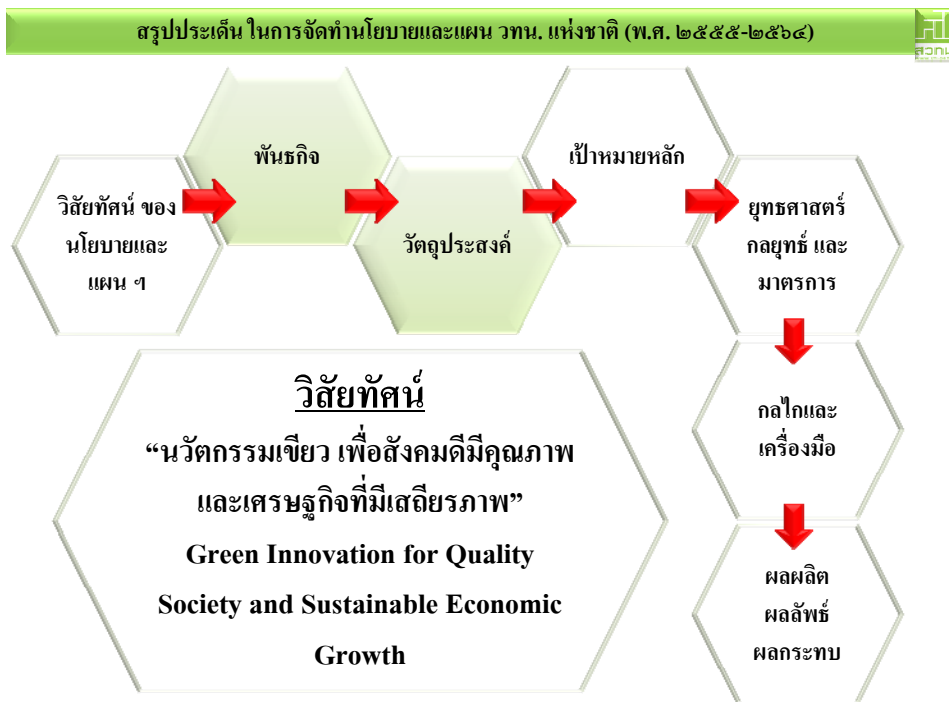 สรุปประเด็น ในการจัดทำนโยบายและแผน วทน. แห่งชาติ (พ.ศ. ๒๕๕๕-๒๕๖๔)
สวทน
วิสัยทัศน์ ของ
นโยบายและ
แผน ฯ
พันธกิจ
วัตถุประสงค์
เป้าหมายหลัก
ยุทธศาสตร์
กลยุทธ์ และ
มาตรการ
กลไกและ
เครื่องมือ
ผลผลิต
ผลลัพธ์
ผลกระทบ
วิสัยทัศน์
“นวัตกรรมเขียว เพื่อสังคมดีมีคุณภาพ
และเศรษฐกิจที่มีเสถียรภาพ”
Green Innovation for Quality
Society and Sustainable Economic
Growth